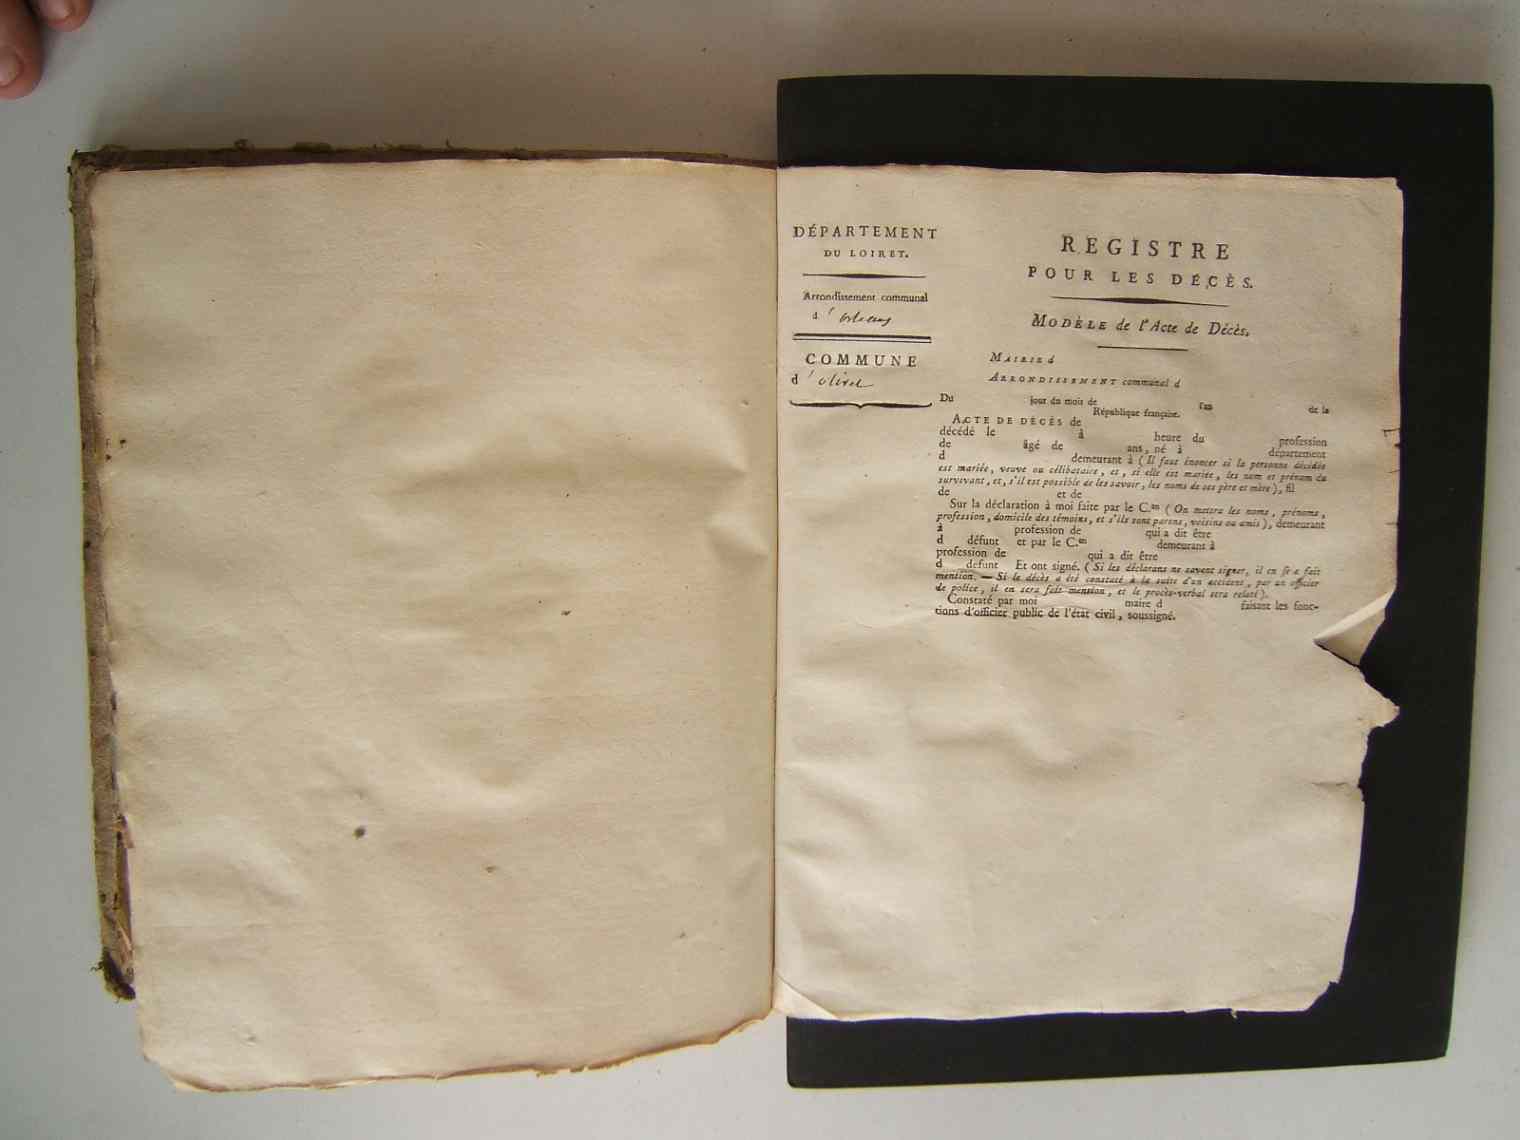 DÉPARTEMENT
DU LOIRET.
Arrondissement communal
d'orleans
COMMUNE
d'olivet
REGISTRE
POUR LES DÉCÈS.
MODÈLE de l'Acte de Décès.
MAIRIE d
ARRONDISSEMENT communal d
Du jour du mois de l'an de la
République française.
ACTE DE DÉCÈS de
décédé le à heure du profession
de âgé de ans, né à département
d demeurant à (Il faut énoncer si la personne décédée
est mariée, veuve ou célibataire, et, si elle est mariée, les nom et prénom du
survivant, et, s'il est possible de les savoir, les noms de ses père et mère), fil
de et de
Sur la déclaration à moi faite par le C.en (On mettra les noms, prénoms,
profession, domicile des témoins, et s'ils sont parens, voisins ou amis), demeurant
à profession de qui a dit être
d défunt et par le C.en demeurant à
profession de qui a dit être
d defunt Et ont signé. (Si les déclarans ne savent signer, il en sera fait
mention. — Si le décès a été constaté à la suite d'un accident, par un officier
de police, il en sera fait mention, et le procès-verbal sera relaté).
Constaté par moi maire d faisant les fonc-
tions d'officier public de l'état civil, soussigné.